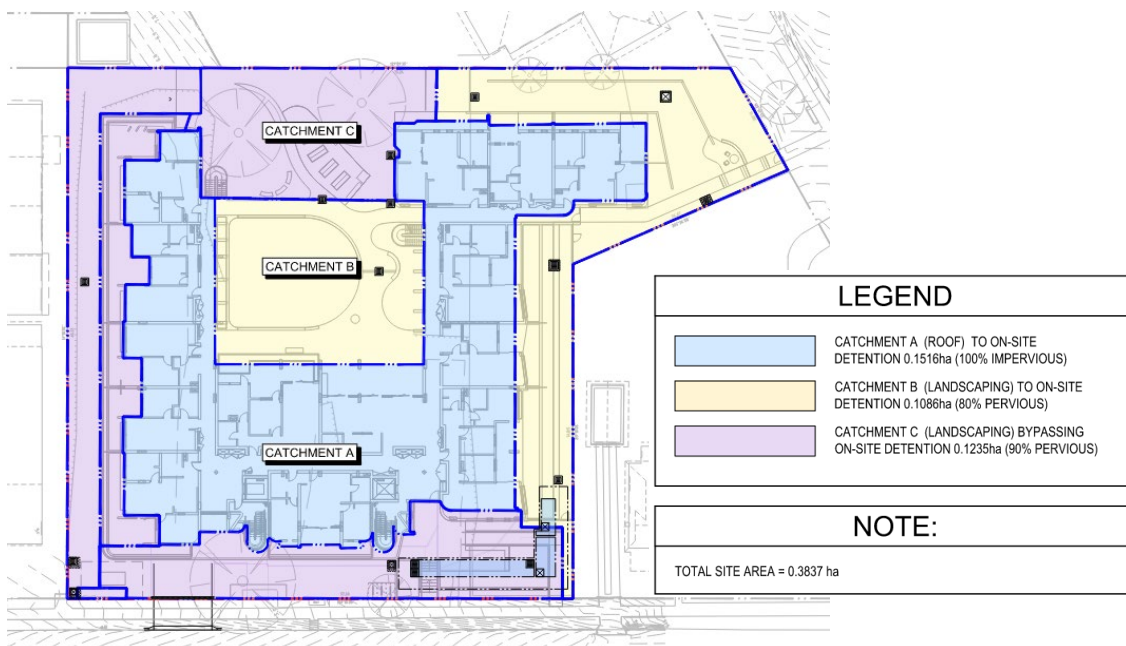 CATCHMENT C
CATCHMENT B
CATCHMENT A
LEGEND
CATCHMENT A (ROOF) TO ON-SITE
DETENTION 0.1516ha (100% IMPERVIOUS)
CATCHMENT B (LANDSCAPING) TO ON-SITE
DETENTION 0.1086ha (80% PERVIOUS)
CATCHMENT C (LANDSCAPING) BYPASSING
ON-SITE DETENTION 0.1235ha (90% PERVIOUS)
NOTE:
TOTAL SITE AREA = 0.3837 ha